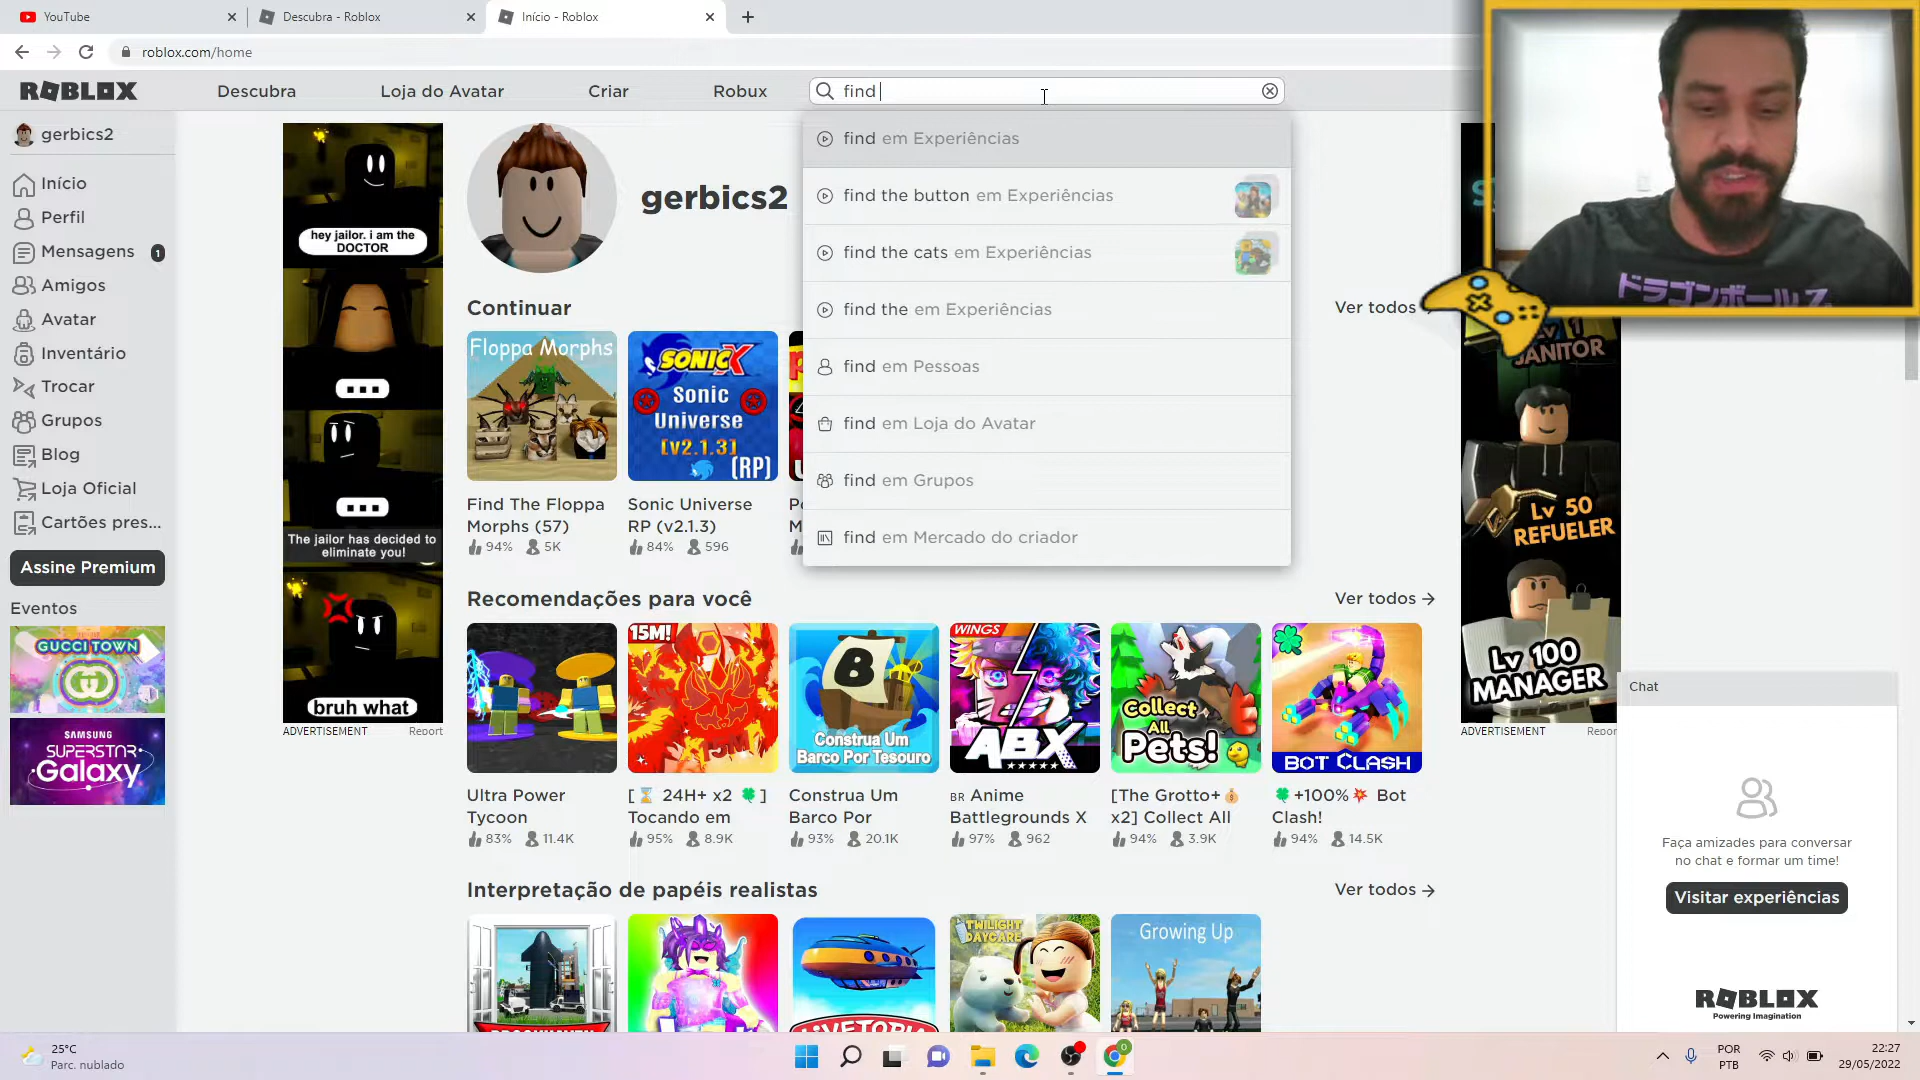 YouTube
Descubra - Roblox
Início - Roblox
roblox.com/home
ROBLOX
Descubra
Loja do Avatar
Criar
Robux
find
gerbics2
Início
Perfil
Mensagens 1
Amigos
Avatar
Inventário
Trocar
Grupos
Blog
Loja Oficial
Cartões pres...
Assine Premium
Eventos
GUCCI TOWN
SAMSUNG
SUPERSTAR
Galaxy
hey jailor. i am the
DOCTOR
The jailor has decided to
eliminate you!
bruh what
ADVERTISEMENT
Report
gerbics2
find em Experiências
find the button em Experiências
find the cats em Experiências
find the em Experiências
find em Pessoas
find em Loja do Avatar
find em Grupos
find em Mercado do criador
Continuar
Ver todos
Floppa Morphs
SONIC X
Sonic
Universe
[v2.1.3]
(RP)
Find The Floppa
Morphs (57)
94% 5K
Sonic Universe
RP (v2.1.3)
84% 596
Recomendações para você
Ver todos →
15M!
B
Construa Um
Barco Por Tesouro
WINGS
ABX
Collect
All
Pets!
BOT CLASH
Ultra Power
Tycoon
83% 11.4K
[⏳ 24H+ x2 🍀]
Tocando em
95% 8.9K
Construa Um
Barco Por
93% 20.1K
BR Anime
Battlegrounds X
97% 962
[The Grotto+💰
x2] Collect All
94% 3.9K
🍀+100%💥 Bot
Clash!
94% 14.5K
Interpretação de papéis realistas
Ver todos →
TWILIGHT
DAYCARE
Growing Up
ドラゴンボールZ
Lv 1
JANITOR
Lv 50
REFUELER
Lv 100
MANAGER
ADVERTISEMENT
Repor
Chat
Faça amizades para conversar
no chat e formar um time!
Visitar experiências
ROBLOX
Powering Imagination
25°C
Parc. nublado
POR
PTB
22:27
29/05/2022